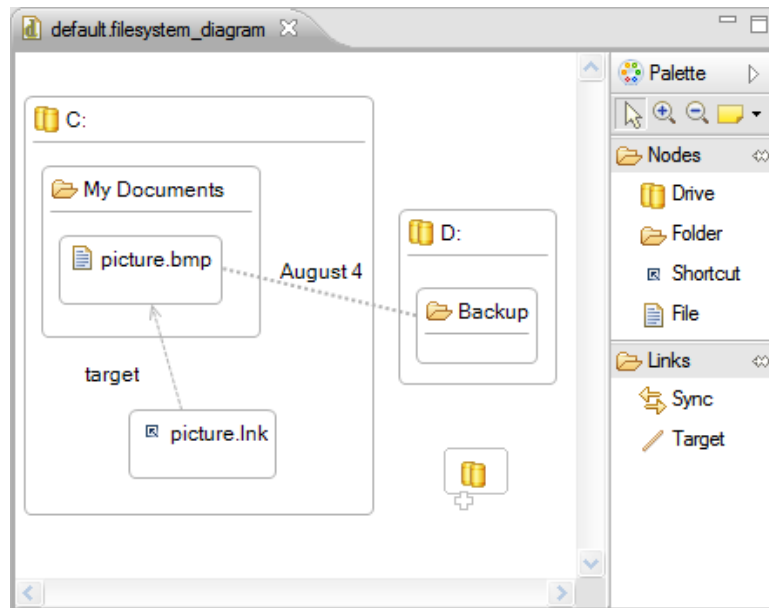 default.filesystem_diagram
C:
My Documents
picture.bmp
August 4
target
picture.lnk
D:
Backup
Palette
Nodes
Drive
Folder
Shortcut
File
Links
Sync
Target